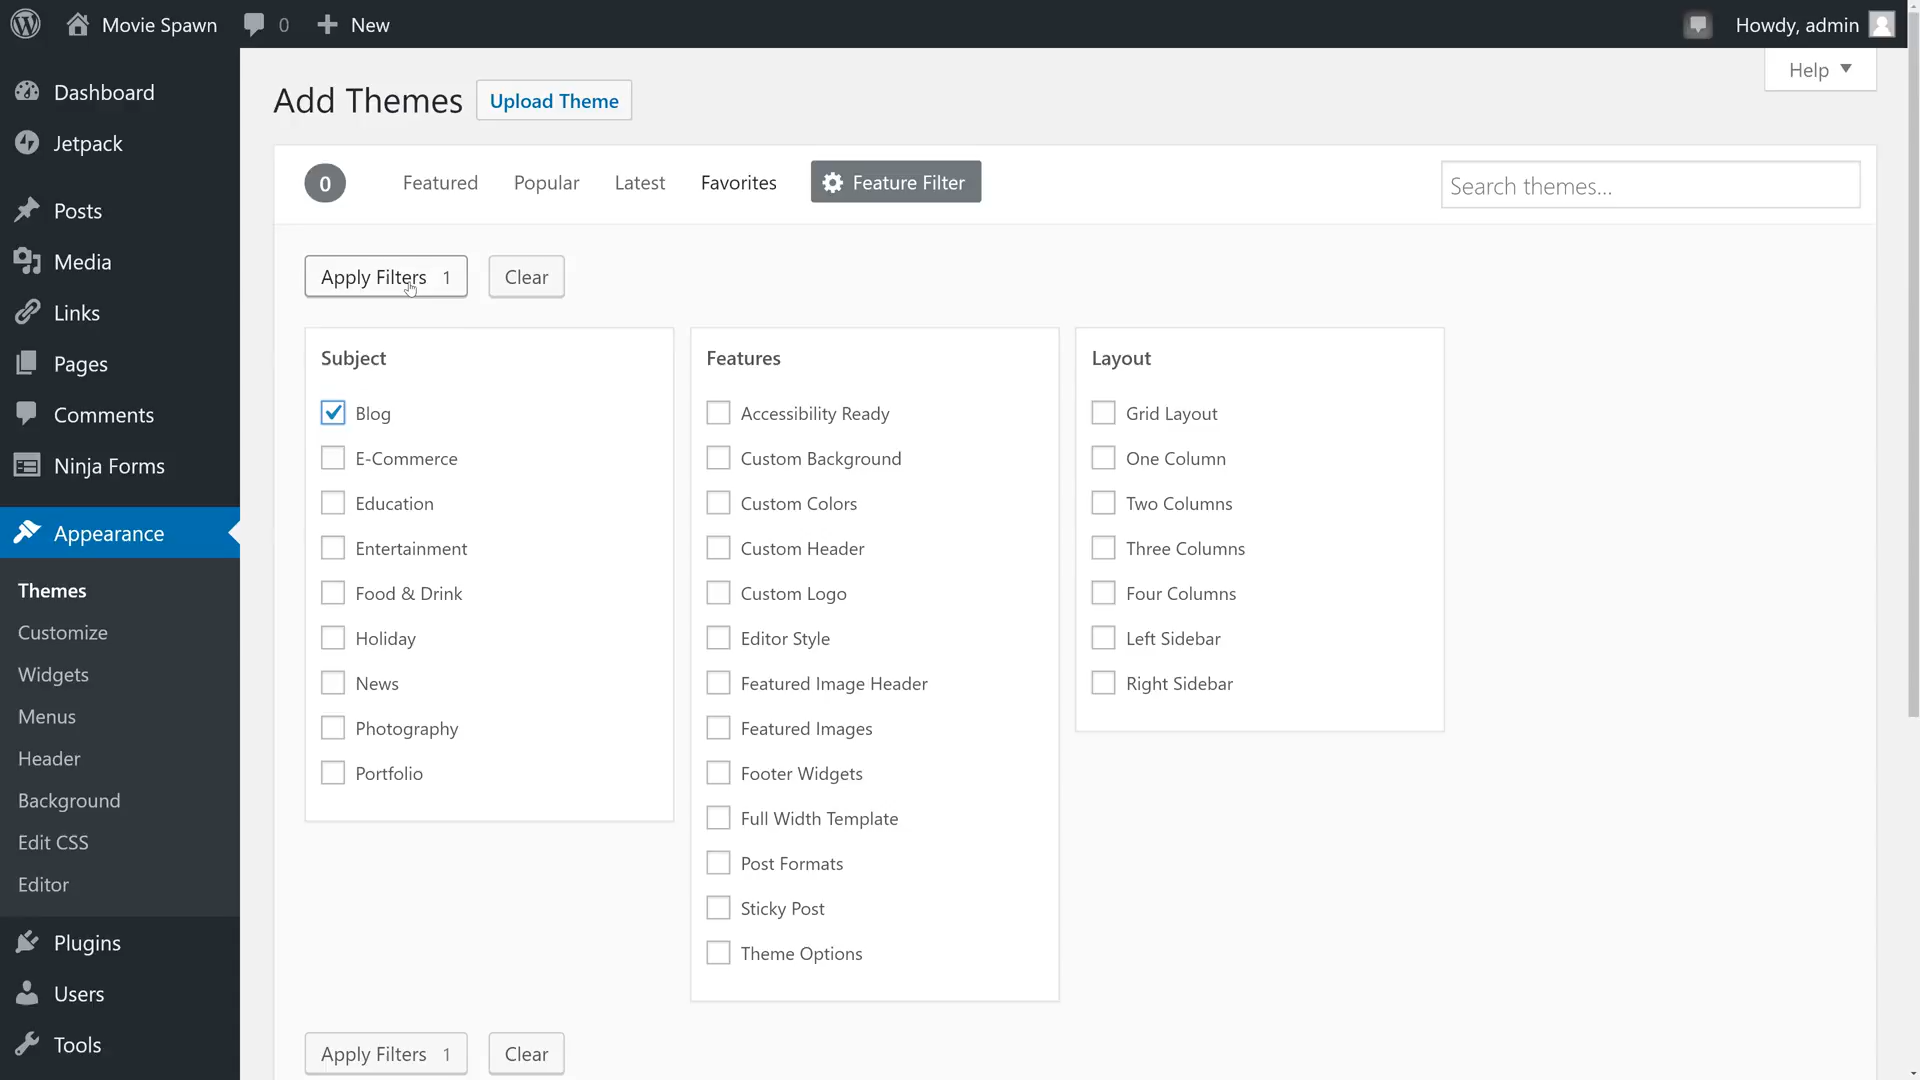 Movie Spawn
0
New
Howdy, admin
Help
Dashboard
Jetpack
Posts
Media
Links
Pages
Comments
Ninja Forms
Appearance
Themes
Customize
Widgets
Menus
Header
Background
Edit CSS
Editor
Plugins
Users
Tools
Add Themes
Upload Theme
0
Featured
Popular
Latest
Favorites
Feature Filter
Search themes...
Apply Filters 1
Clear
Subject
Blog
E-Commerce
Education
Entertainment
Food & Drink
Holiday
News
Photography
Portfolio
Features
Accessibility Ready
Custom Background
Custom Colors
Custom Header
Custom Logo
Editor Style
Featured Image Header
Featured Images
Footer Widgets
Full Width Template
Post Formats
Sticky Post
Theme Options
Layout
Grid Layout
One Column
Two Columns
Three Columns
Four Columns
Left Sidebar
Right Sidebar
Apply Filters 1
Clear